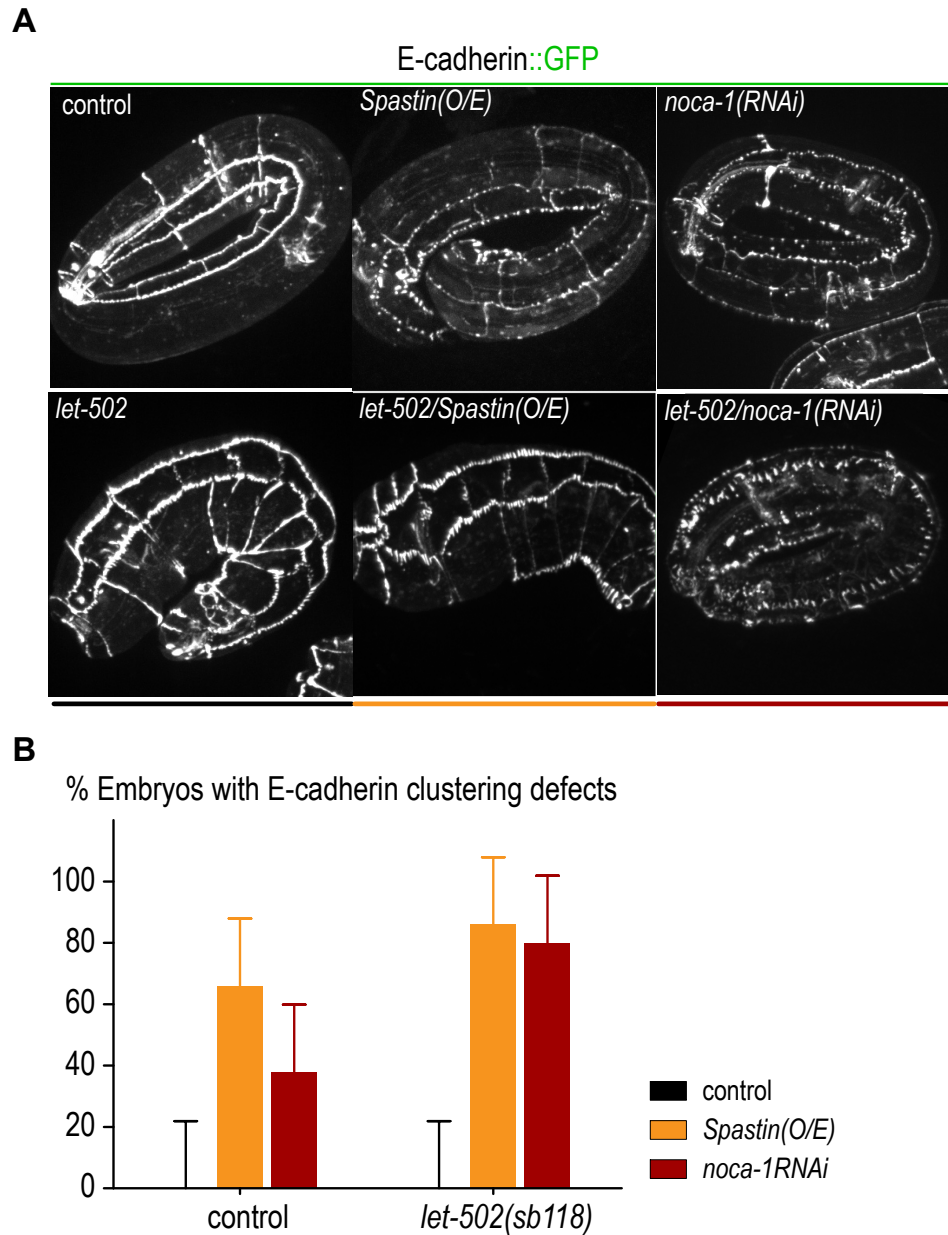 A
E-cadherin::GFP
control
Spastin(O/E)
noca-1(RNAi)
let-502
let-502/Spastin(O/E)
let-502/noca-1(RNAi)
B
% Embryos with E-cadherin clustering defects
100
80
60
40
20
0
control
let-502(sb118)
control
Spastin(O/E)
noca-1RNAi